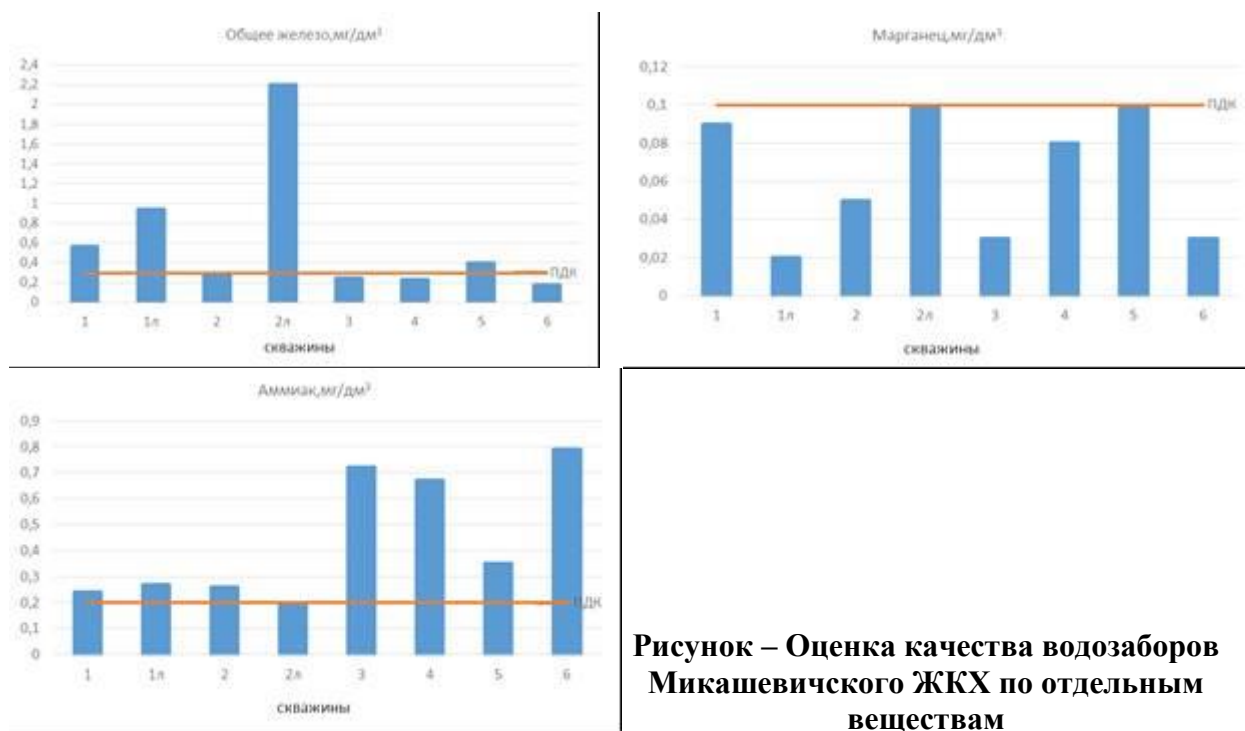 Общее железо,мг/дм³
2,4
2,2
2
1,8
1,6
1,4
1,2
1
0,8
0,6
0,4
0,2
0
ПДК
1 1л 2 2л 3 4 5 6
скважины
Марганец,мг/дм³
0,12
0,1
0,08
0,06
0,04
0,02
0
ПДК
1 1л 2 2л 3 4 5 6
скважины
Аммиак,мг/дм³
0,9
0,8
0,7
0,6
0,5
0,4
0,3
0,2
0,1
0
ПДК
1 1л 2 2л 3 4 5 6
скважины
Рисунок – Оценка качества водозаборов
Микашевичского ЖКХ по отдельным
веществам